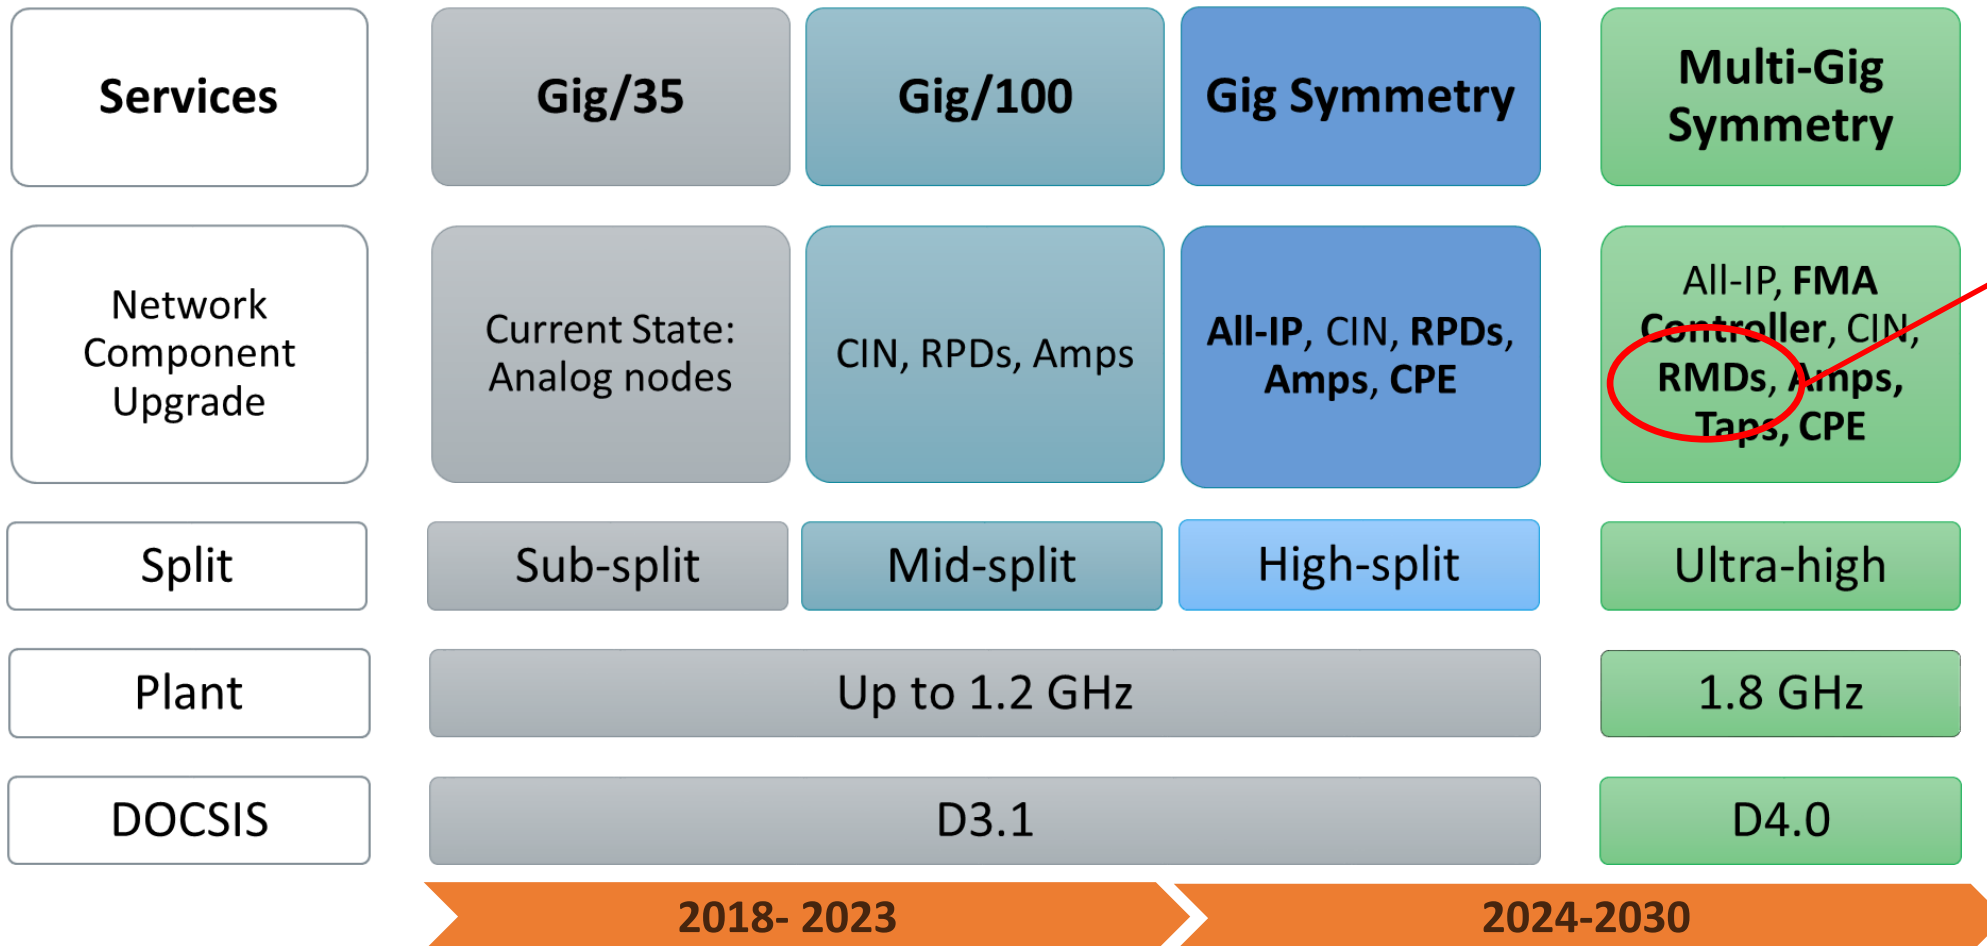 Services
Gig/35
Gig/100
Gig Symmetry
Multi-Gig
Symmetry
Network
Component
Upgrade
Current State:
Analog nodes
CIN, RPDs, Amps
All-IP, CIN, RPDs,
Amps, CPE
All-IP, FMA
Controller, CIN,
RMDs, Amps,
Taps, CPE
Split
Sub-split
Mid-split
High-split
Ultra-high
Plant
Up to 1.2 GHz
1.8 GHz
DOCSIS
D3.1
D4.0
2018- 2023
2024-2030